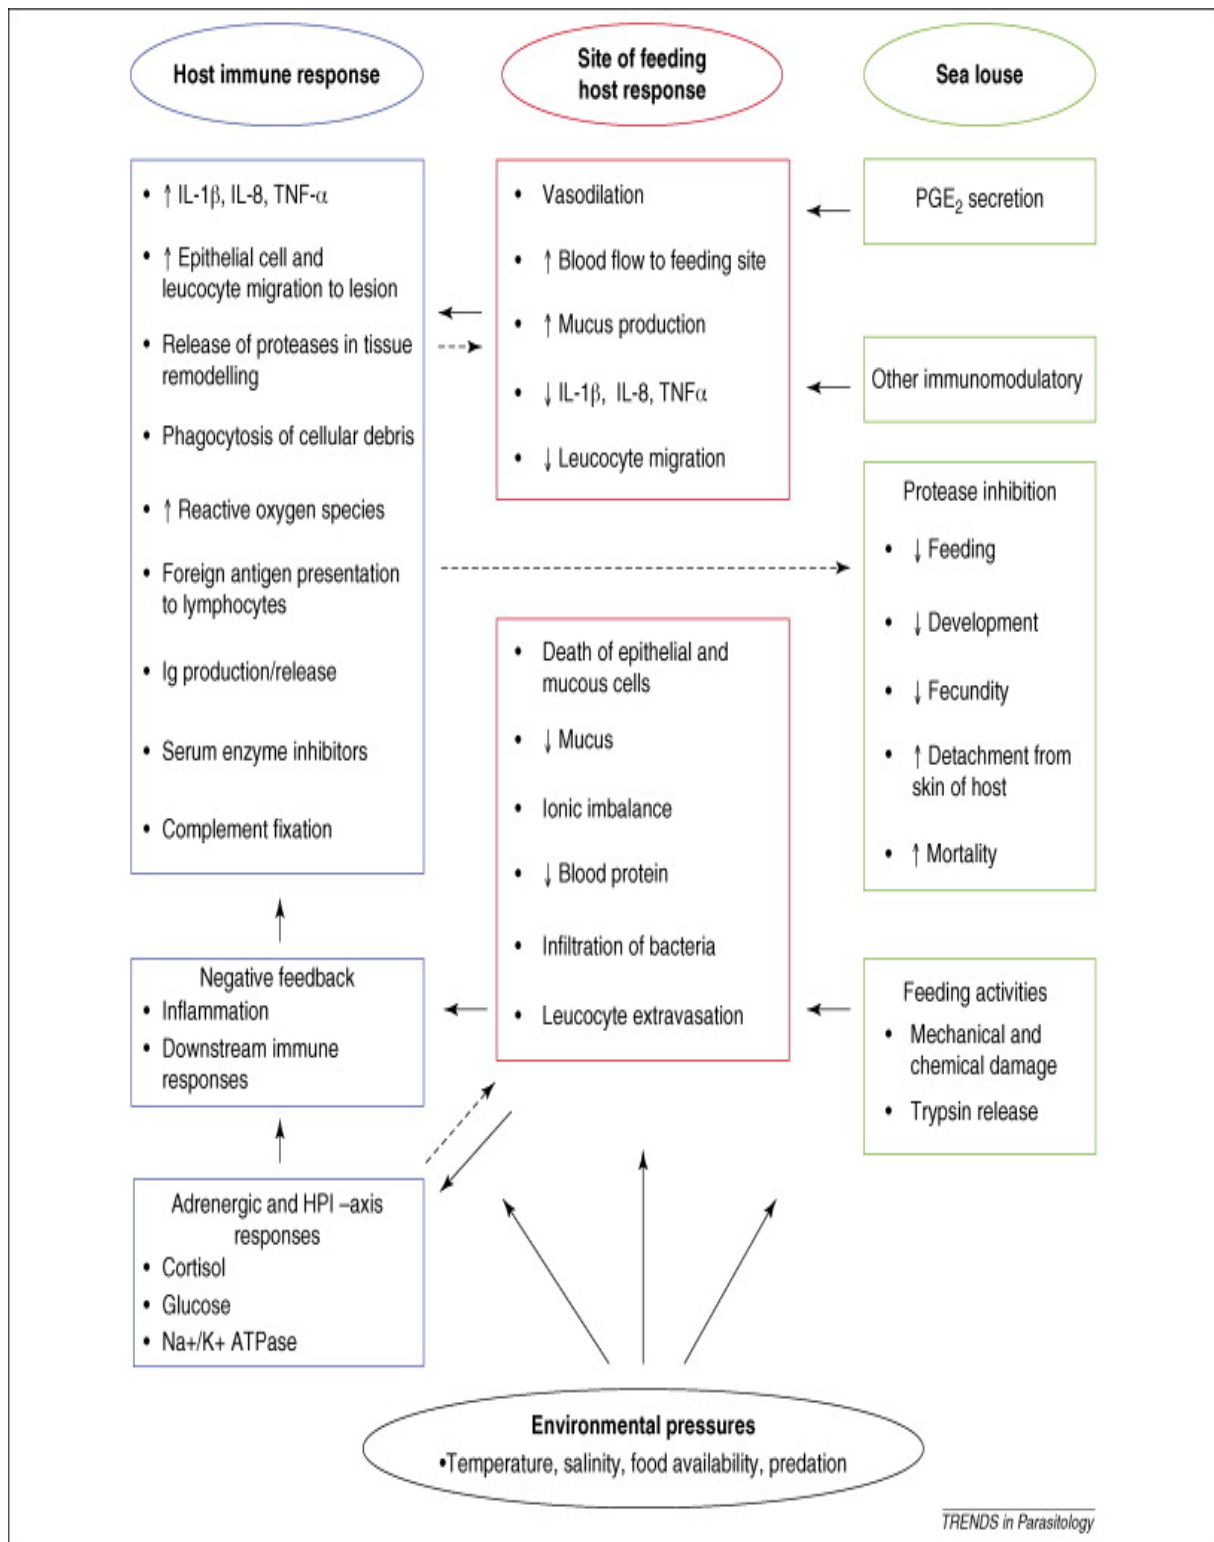 Host immune response
Site of feeding
host response
Sea louse
• ↑ IL-1β, IL-8, TNF-α
• ↑ Epithelial cell and
leucocyte migration to lesion
• Release of proteases in tissue
remodelling
• Phagocytosis of cellular debris
• ↑ Reactive oxygen species
• Foreign antigen presentation
to lymphocytes
• Ig production/release
• Serum enzyme inhibitors
• Complement fixation
Negative feedback
• Inflammation
• Downstream immune
responses
Adrenergic and HPI –axis
responses
• Cortisol
• Glucose
• Na+/K+ ATPase
• Vasodilation
• ↑ Blood flow to feeding site
• ↑ Mucus production
• ↓ IL-1β, IL-8, TNFα
• ↓ Leucocyte migration
• Death of epithelial and
mucous cells
• ↓ Mucus
• Ionic imbalance
• ↓ Blood protein
• Infiltration of bacteria
• Leucocyte extravasation
PGE₂ secretion
Other immunomodulatory
Protease inhibition
• ↓ Feeding
• ↓ Development
• ↓ Fecundity
• ↑ Detachment from
skin of host
• ↑ Mortality
Feeding activities
• Mechanical and
chemical damage
• Trypsin release
Environmental pressures
•Temperature, salinity, food availability, predation
TRENDS in Parasitology